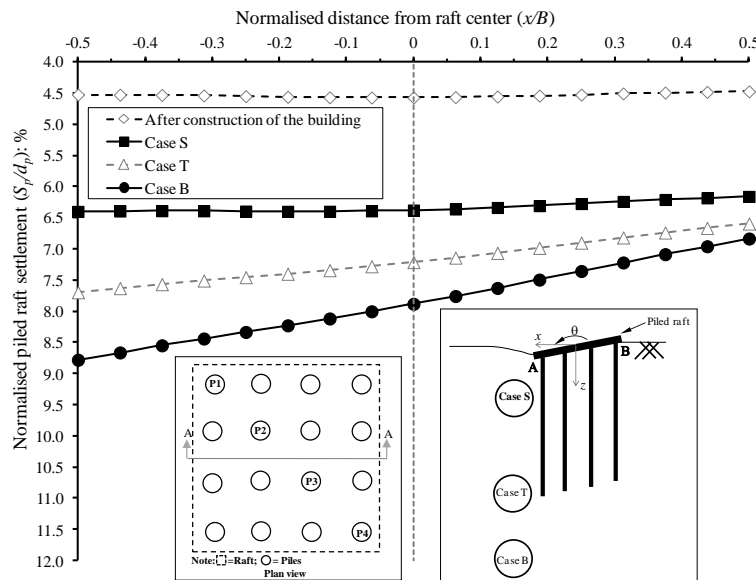 Normalised distance from raft center (x/B)
-0.5 -0.4 -0.3 -0.2 -0.1 0 0.1 0.2 0.3 0.4 0.5
Normalised piled raft settlement (Sp/dp): %
4.0
4.5
5.0
5.5
6.0
6.5
7.0
7.5
8.0
8.5
9.0
9.5
10.0
10.5
11.0
11.5
12.0
After construction of the building
Case S
Case T
Case B
P1
P2
A A
P3
P4
Note: =Raft; = Piles
Plan view
x θ Piled raft
A B
z
Case S
Case T
Case B